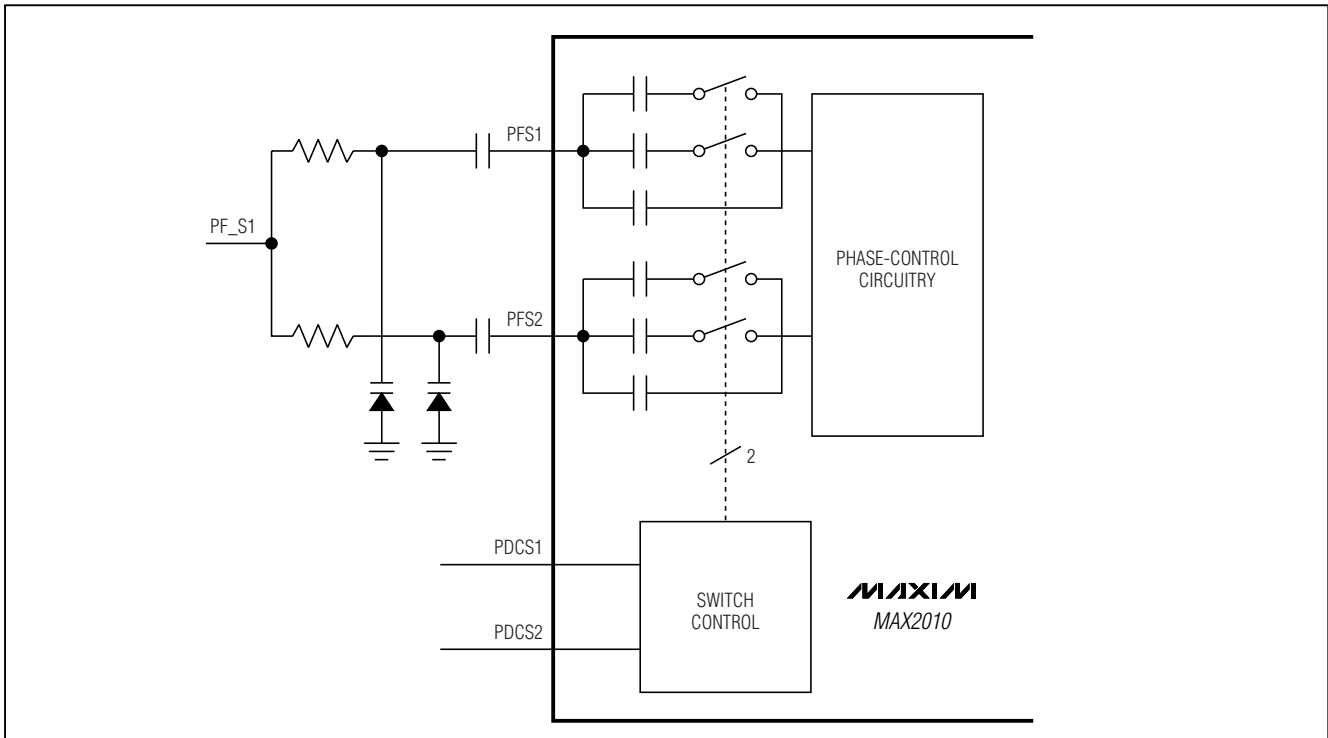 PFS1
PF_S1
PHASE-CONTROL
CIRCUITRY
PFS2
2
PDCS1
SWITCH
CONTROL
MAXIM
MAX2010
PDCS2